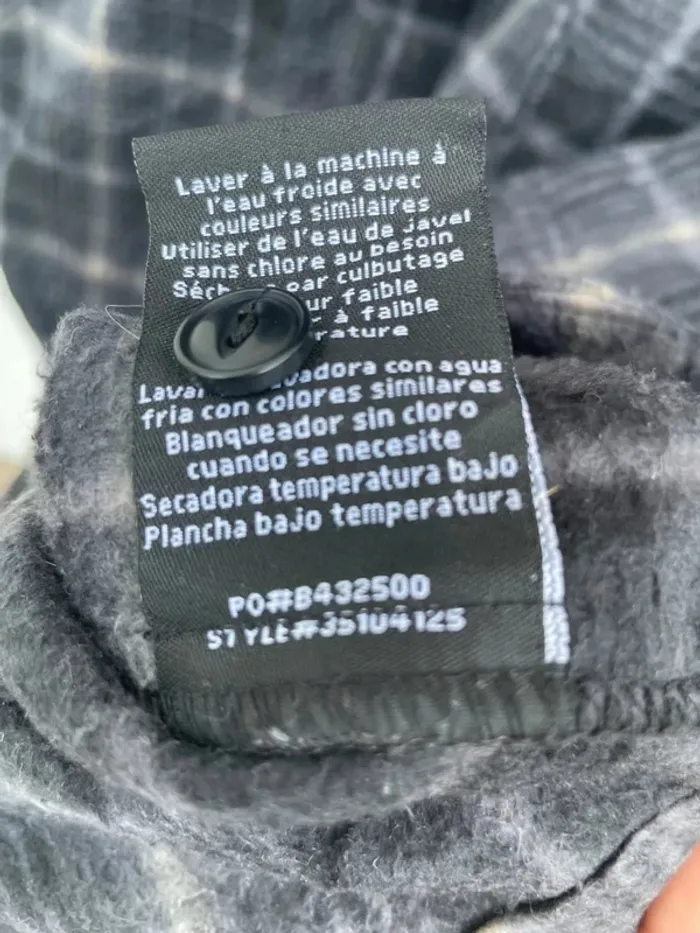 Laver à la machine à
l'eau froide avec
couleurs similaires
Utiliser de l'eau de Javel
sans chlore au besoin
par culbutage
faible
à faible
con agua
fria con colores similares
Blanqueador sin cloro
cuando se necesite
Secadora temperatura bajo
Plancha bajo temperatura
PO#B432500
STYLE#35104125